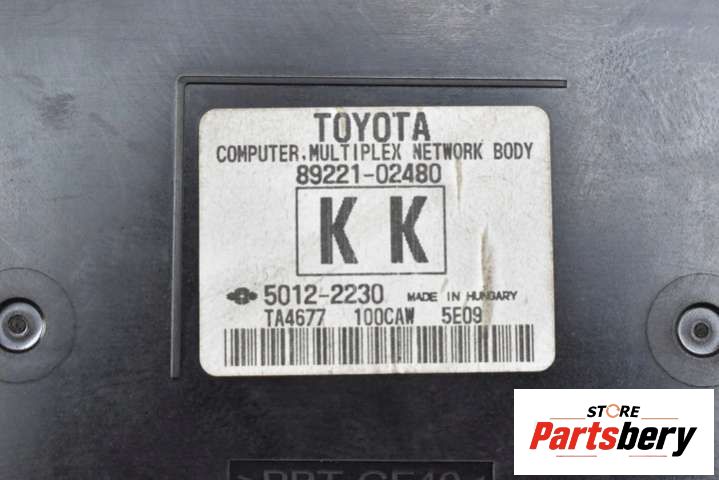 TOYOTA
COMPUTER.MULTIPLEX NETWORK BODY
89221-02480
K K
5012-2230 MADE IN HUNGARY
TA4677 100CAW 5E09
STORE
Partsbery